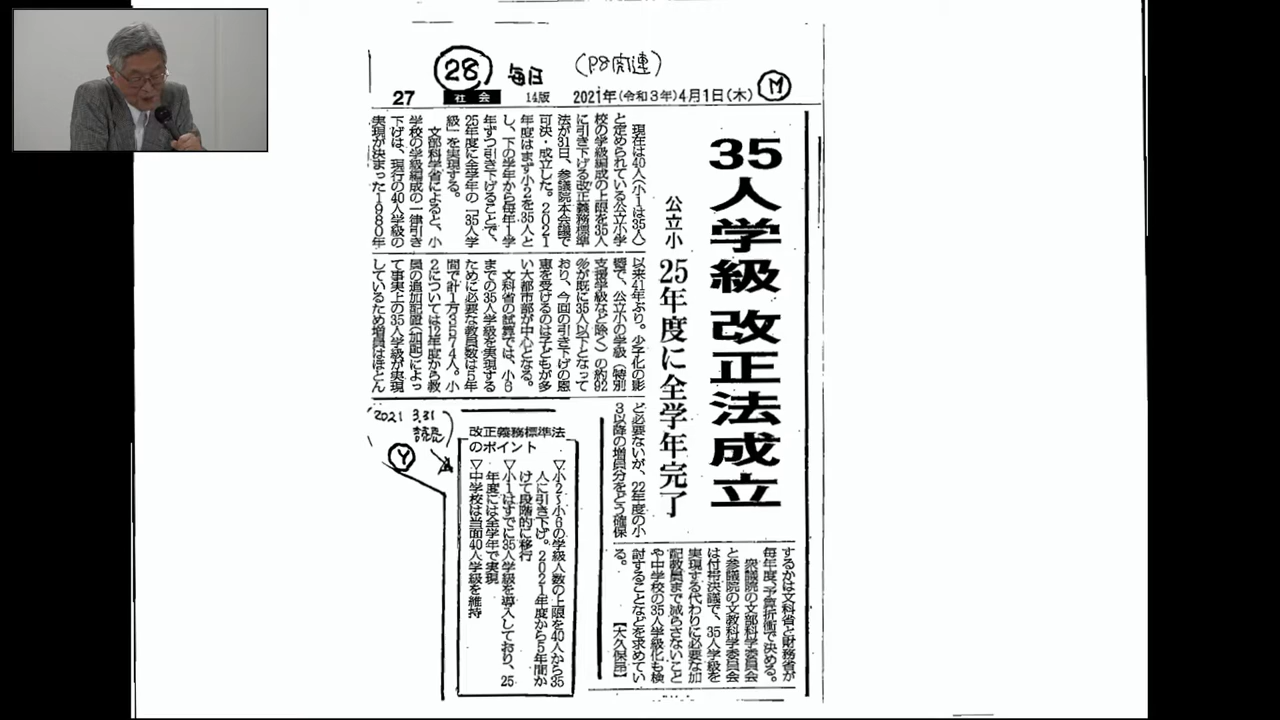 28
毎日
(P8関連)
M
27
社会
14版
2021年(令和3年)4月1日(木)
35人学級 改正法成立
公立小 25年度に全学年完了
現在は40人(小1は35人)
と定められている公立小学
校の学級編成の上限を35人
に引き下げる改正義務標準
法が31日、参議院本会議で
可決・成立した。2021
年度はまず小2を35人と
し、下の学年から毎年1学
年ずつ引き下げることで、
25年度に全学年の「35人学
級」を実現する。
文部科学省によると、小
学校の学級編成の一律引き
下げは、現行の40人学級の
実現が決まった1980年
以来41年ぶり。少子化の影
響で、公立小の学級(特別
支援学級など除く)の約92
%が既に35人以下となって
おり、今回の引き下げの恩
恵を受けるのは子どもが多
い大都市部が中心となる。
文科省の試算では、小6
までの35人学級を実現する
ために必要な教員数は5年
間で計1万3574人。小
2については12年度から教
員の追加配置(加配)によっ
て事実上の35人学級が実現
しているため増員はほとん
ど必要ないが、22年度の小
3以降の増員分をどう確保
するかは文科省と財務省が
毎年度、予算折衝で決める。
衆議院の文部科学委員会
と参議院の文教科学委員会
は付帯決議で、35人学級を
実現する代わりに必要な加
配教員まで減らさないこと
や中学校の35人学級化も検
討することなどを求めてい
る。【大久保昂】
2021 3.31
読売
Y
改正義務標準法
のポイント
▽小2～小6の学級人数の上限を40人から35
人に引き下げ。2021年度から5年間か
けて段階的に移行
▽小1はすでに35人学級を導入しており、25
年度には全学年で実現
▽中学校は当面40人学級を維持